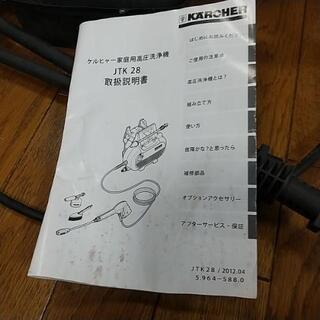 KÄRCHER
ケルヒャー家庭用高圧洗浄機
JTK 28
取扱説明書
はじめにお読みください
ご使用の注意点
高圧洗浄機とは？
組み立て方
使い方
故障かな？と思ったら
補修部品
オプションアクセサリー
アフターサービス・保証
JTK28 / 2012.04
5.964-588.0